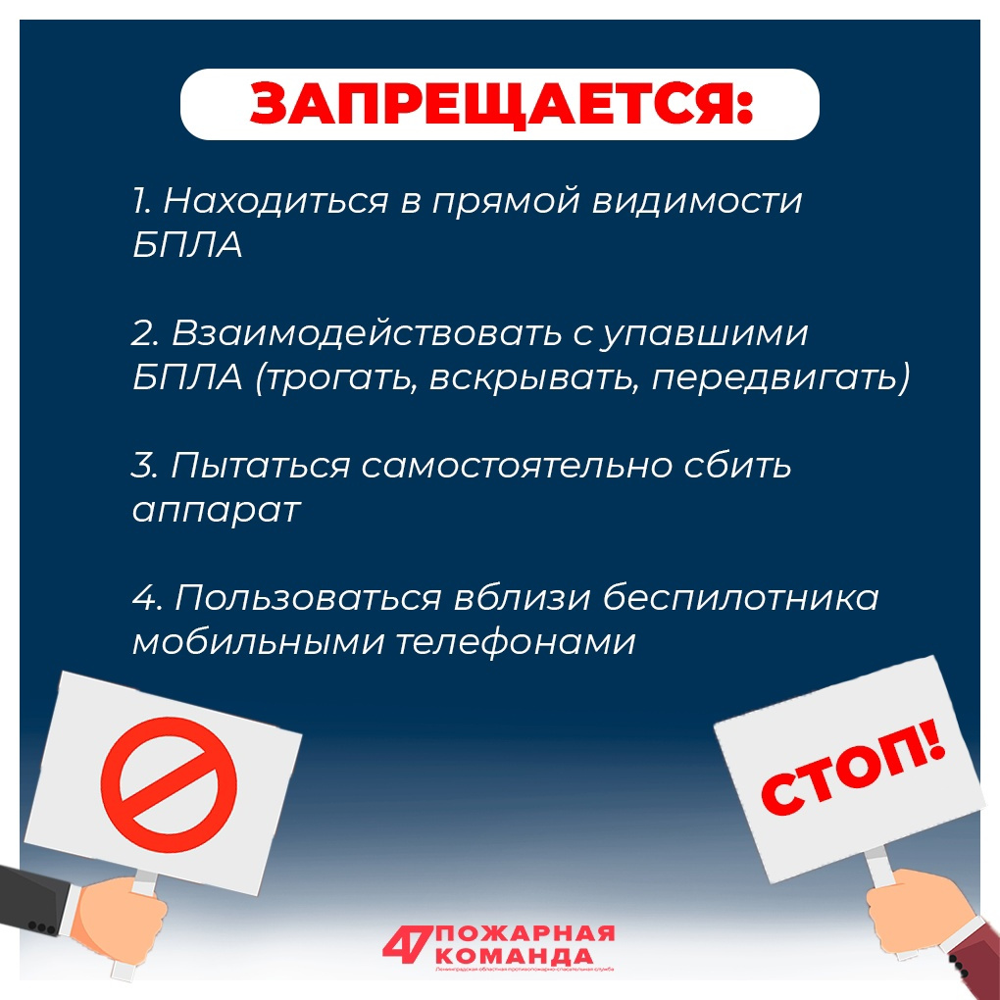 ЗАПРЕЩАЕТСЯ:
1. Находиться в прямой видимости
БПЛА
2. Взаимодействовать с упавшими
БПЛА (трогать, вскрывать, передвигать)
3. Пытаться самостоятельно сбить
аппарат
4. Пользоваться вблизи беспилотника
мобильными телефонами
СТОП!
47 ПОЖАРНАЯ
КОМАНДА
Ленинградская областная противопожарно-спасательная служба